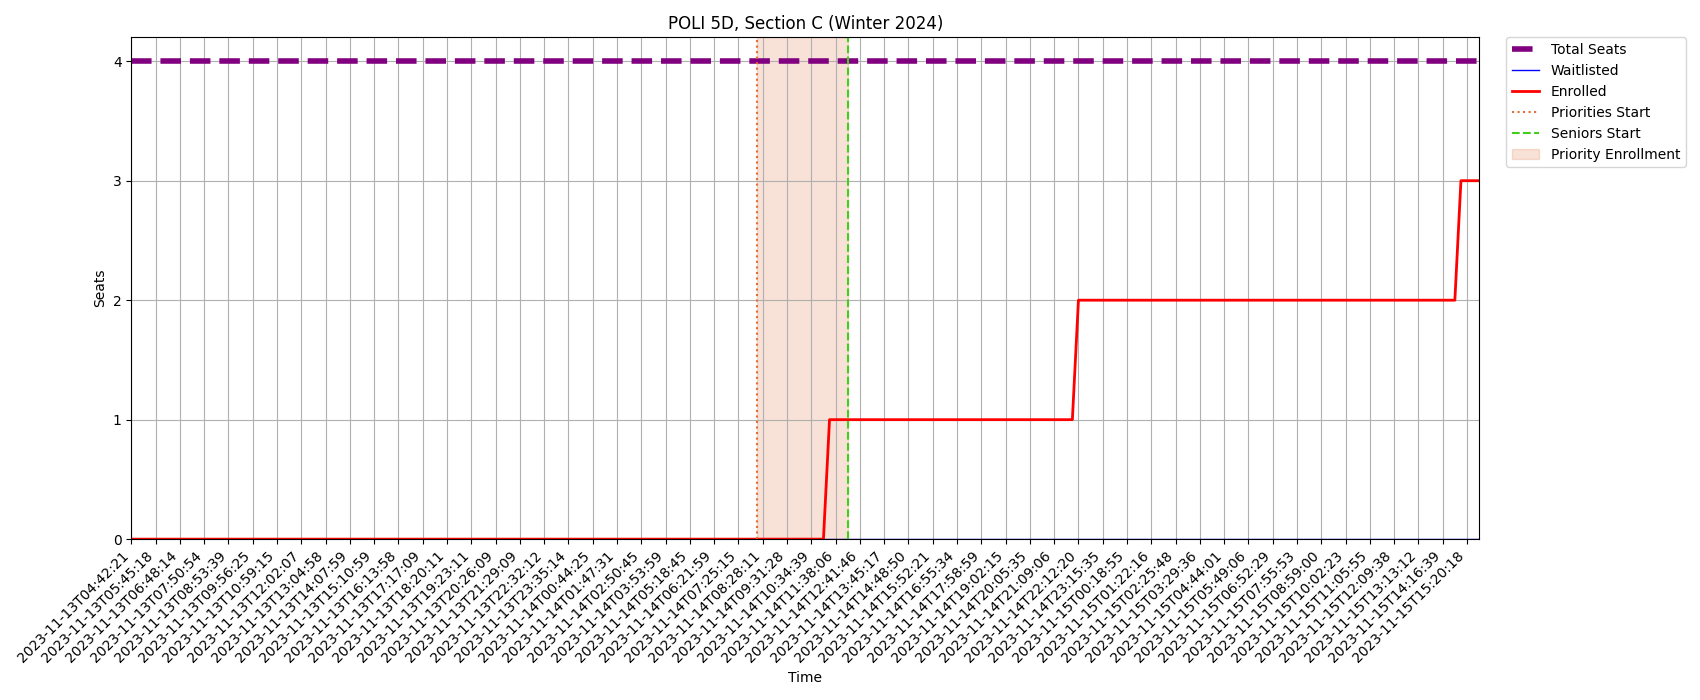 POLI 5D, Section C (Winter 2024)
Total Seats
Waitlisted
Enrolled
Priorities Start
Seniors Start
Priority Enrollment
Seats
4
3
2
1
0
2023-11-13T04:42:21
2023-11-13T05:45:18
2023-11-13T06:48:14
2023-11-13T07:50:54
2023-11-13T08:53:39
2023-11-13T09:56:25
2023-11-13T10:59:15
2023-11-13T12:02:07
2023-11-13T13:04:58
2023-11-13T14:07:59
2023-11-13T15:10:59
2023-11-13T16:13:58
2023-11-13T17:17:09
2023-11-13T18:20:11
2023-11-13T19:23:11
2023-11-13T20:26:09
2023-11-13T21:29:09
2023-11-13T22:32:12
2023-11-13T23:35:14
2023-11-14T00:44:25
2023-11-14T01:47:31
2023-11-14T02:50:45
2023-11-14T03:53:59
2023-11-14T05:18:45
2023-11-14T06:21:59
2023-11-14T07:25:15
2023-11-14T08:28:11
2023-11-14T09:31:28
2023-11-14T10:34:39
2023-11-14T11:38:06
2023-11-14T12:41:46
2023-11-14T13:45:17
2023-11-14T14:48:50
2023-11-14T15:52:21
2023-11-14T16:55:34
2023-11-14T17:58:59
2023-11-14T19:02:15
2023-11-14T20:05:35
2023-11-14T21:09:06
2023-11-14T22:12:20
2023-11-14T23:15:35
2023-11-15T00:18:55
2023-11-15T01:22:16
2023-11-15T02:25:48
2023-11-15T03:29:36
2023-11-15T04:44:01
2023-11-15T05:49:06
2023-11-15T06:52:29
2023-11-15T07:55:53
2023-11-15T08:59:00
2023-11-15T10:02:23
2023-11-15T11:05:55
2023-11-15T12:09:38
2023-11-15T13:13:12
2023-11-15T14:16:39
2023-11-15T15:20:18
Time